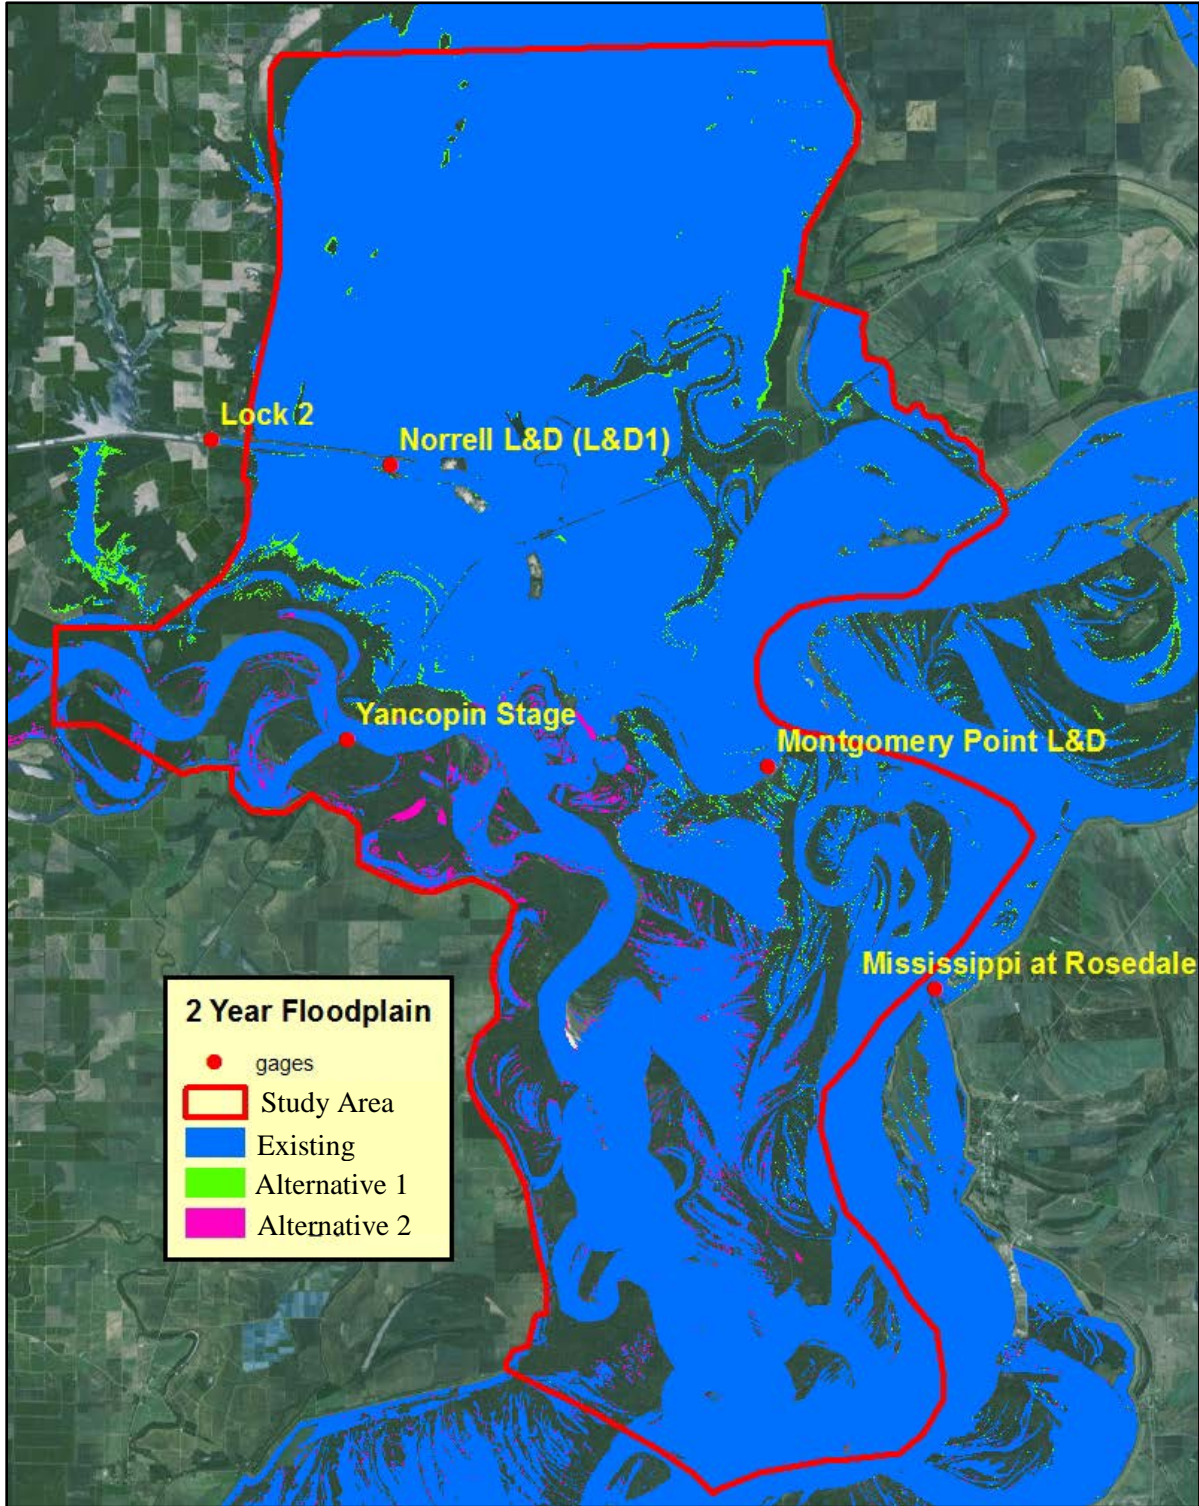 Lock 2
Norrell L&D (L&D1)
Yancopin Stage
Montgomery Point L&D
Mississippi at Rosedale
2 Year Floodplain
gages
Study Area
Existing
Alternative 1
Alternative 2